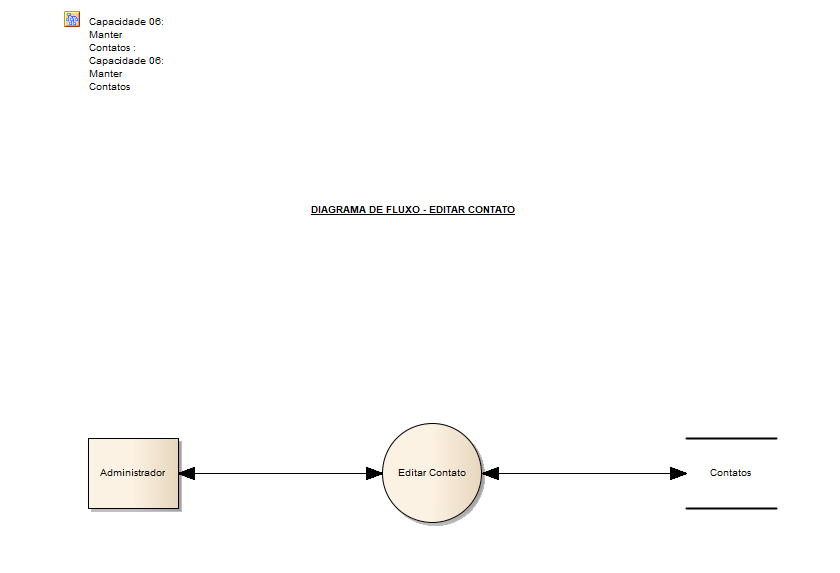 Capacidade 06:
Manter
Contatos :
Capacidade 06:
Manter
Contatos
DIAGRAMA DE FLUXO - EDITAR CONTATO
Administrador
Editar Contato
Contatos